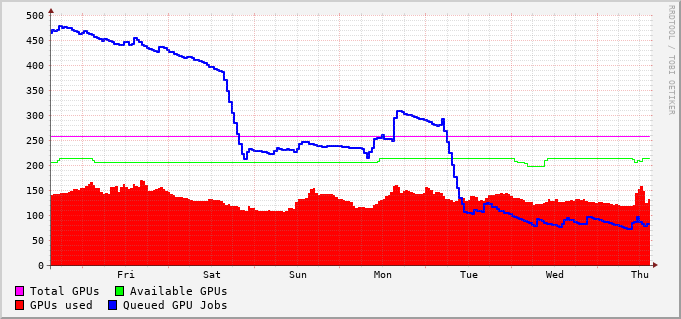 500
450
400
350
300
250
200
150
100
50
0
Fri Sat Sun Mon Tue Wed Thu
Total GPUs Available GPUs
GPUs used Queued GPU Jobs
RRDTOOL / TOBI OETIKER